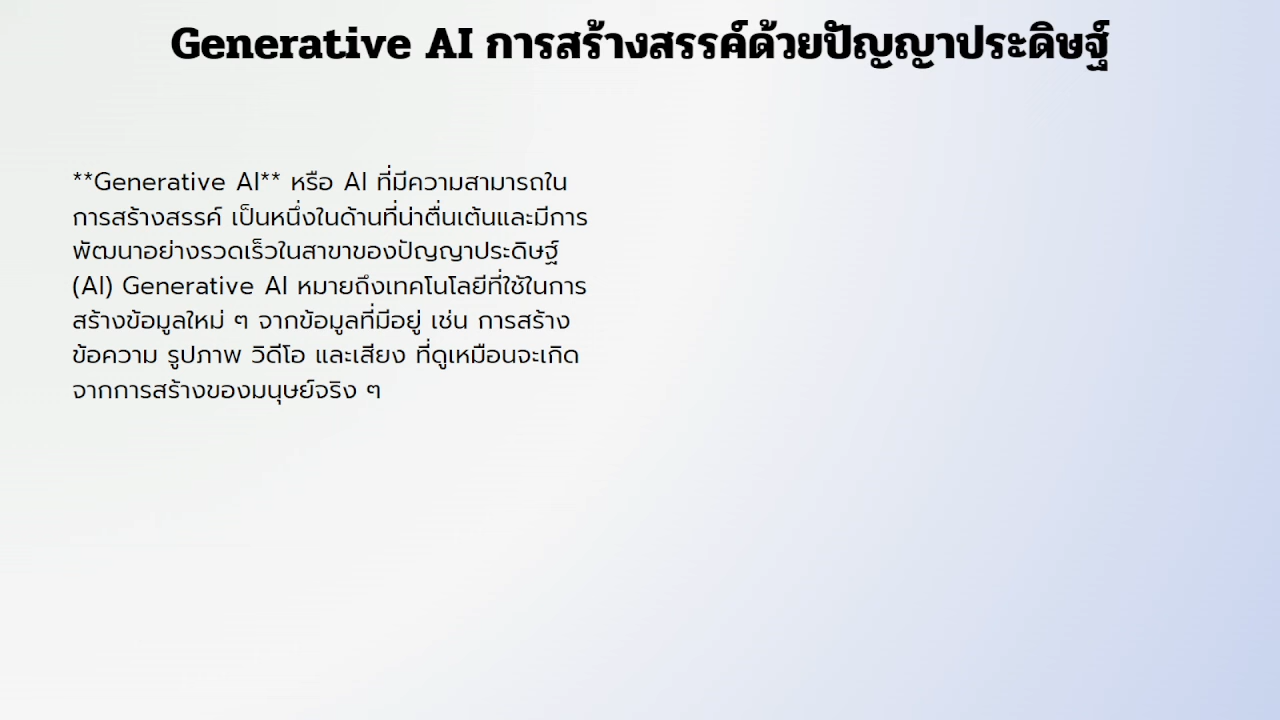 Generative AI การสร้างสรรค์ด้วยปัญญาประดิษฐ์
**Generative AI** หรือ AI ที่มีความสามารถใน
การสร้างสรรค์ เป็นหนึ่งในด้านที่น่าตื่นเต้นและมีการ
พัฒนาอย่างรวดเร็วในสาขาของปัญญาประดิษฐ์
(AI) Generative AI หมายถึงเทคโนโลยีที่ใช้ในการ
สร้างข้อมูลใหม่ ๆ จากข้อมูลที่มีอยู่ เช่น การสร้าง
ข้อความ รูปภาพ วิดีโอ และเสียง ที่ดูเหมือนจะเกิด
จากการสร้างของมนุษย์จริง ๆ